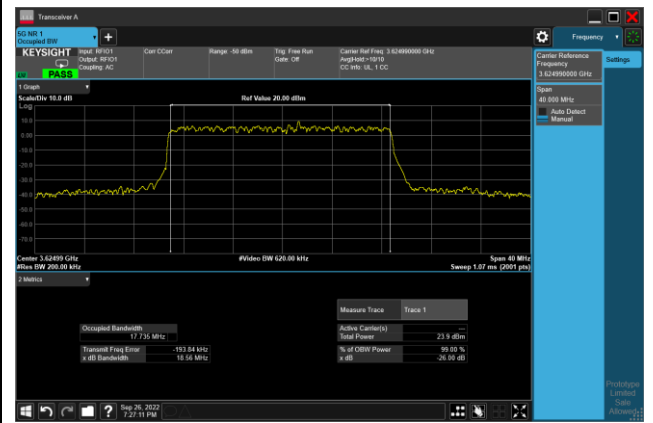 Transceiver A
5G NR 1
Occupied BW
Frequency
KEYSIGHT
Input: RFIO1
Output: RFIO1
Coupling: AC
Corr CCorr
Range: -50 dBm
Trig: Free Run
Gate: Off
Carrier Ref Freq: 3.624990000 GHz
Avg|Hold:>10/10
CC Info: UL, 1 CC
PASS
Carrier Reference
Frequency
3.624990000 GHz
Settings
Span
40.000 MHz
Auto Detect
Manual
1 Graph
Scale/Div 10.0 dB
Ref Value 20.00 dBm
Log
10.0
0.00
-10.0
-20.0
-30.0
-40.0
-50.0
-60.0
-70.0
Center 3.62499 GHz
#Video BW 620.00 kHz
Span 40 MHz
#Res BW 200.00 kHz
Sweep 1.07 ms (2001 pts)
2 Metrics
Measure Trace
Trace 1
Occupied Bandwidth
17.735 MHz
Active Carrier(s)
---
Total Power
23.9 dBm
Transmit Freq Error
-193.84 kHz
% of OBW Power
99.00 %
x dB Bandwidth
18.56 MHz
x dB
-26.00 dB
Prototype
Limited
Sale
Allowed
?
Sep 26, 2022
7:27:11 PM